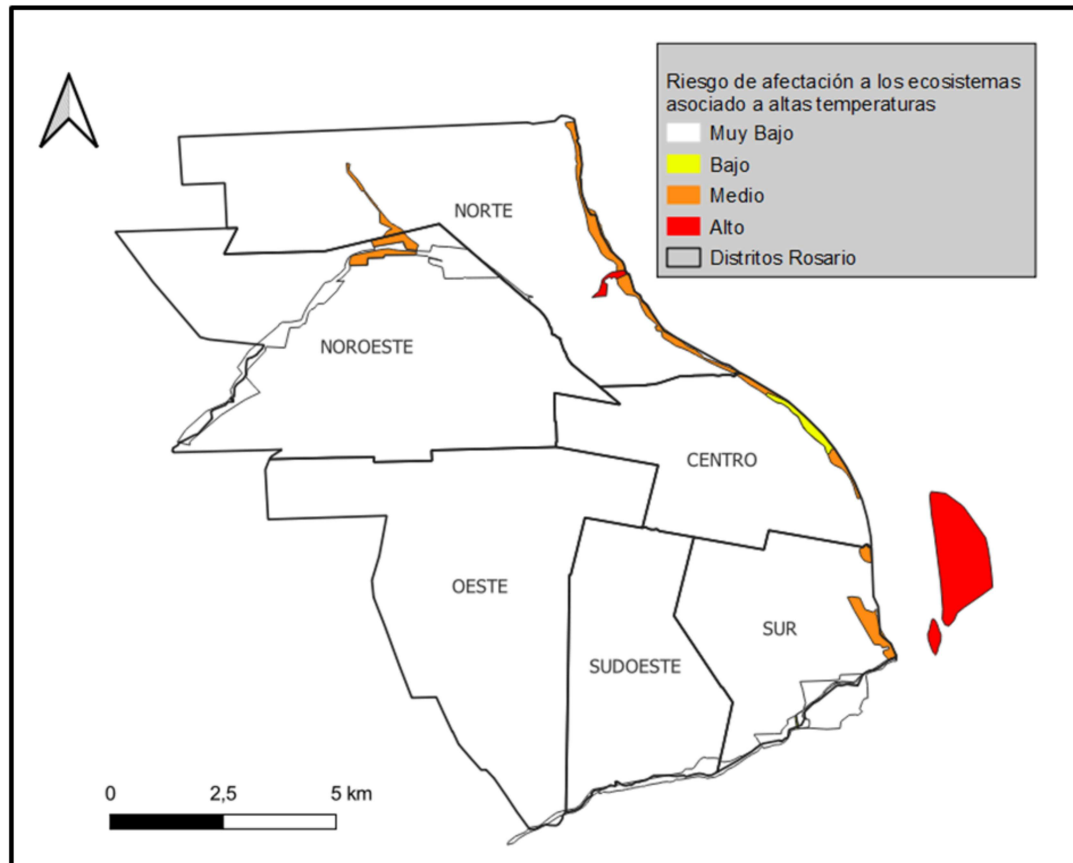 Riesgo de afectación a los ecosistemas
asociado a altas temperaturas
Muy Bajo
Bajo
Medio
Alto
Distritos Rosario
NORTE
NOROESTE
CENTRO
OESTE
SUR
SUDOESTE
0 2,5 5 km